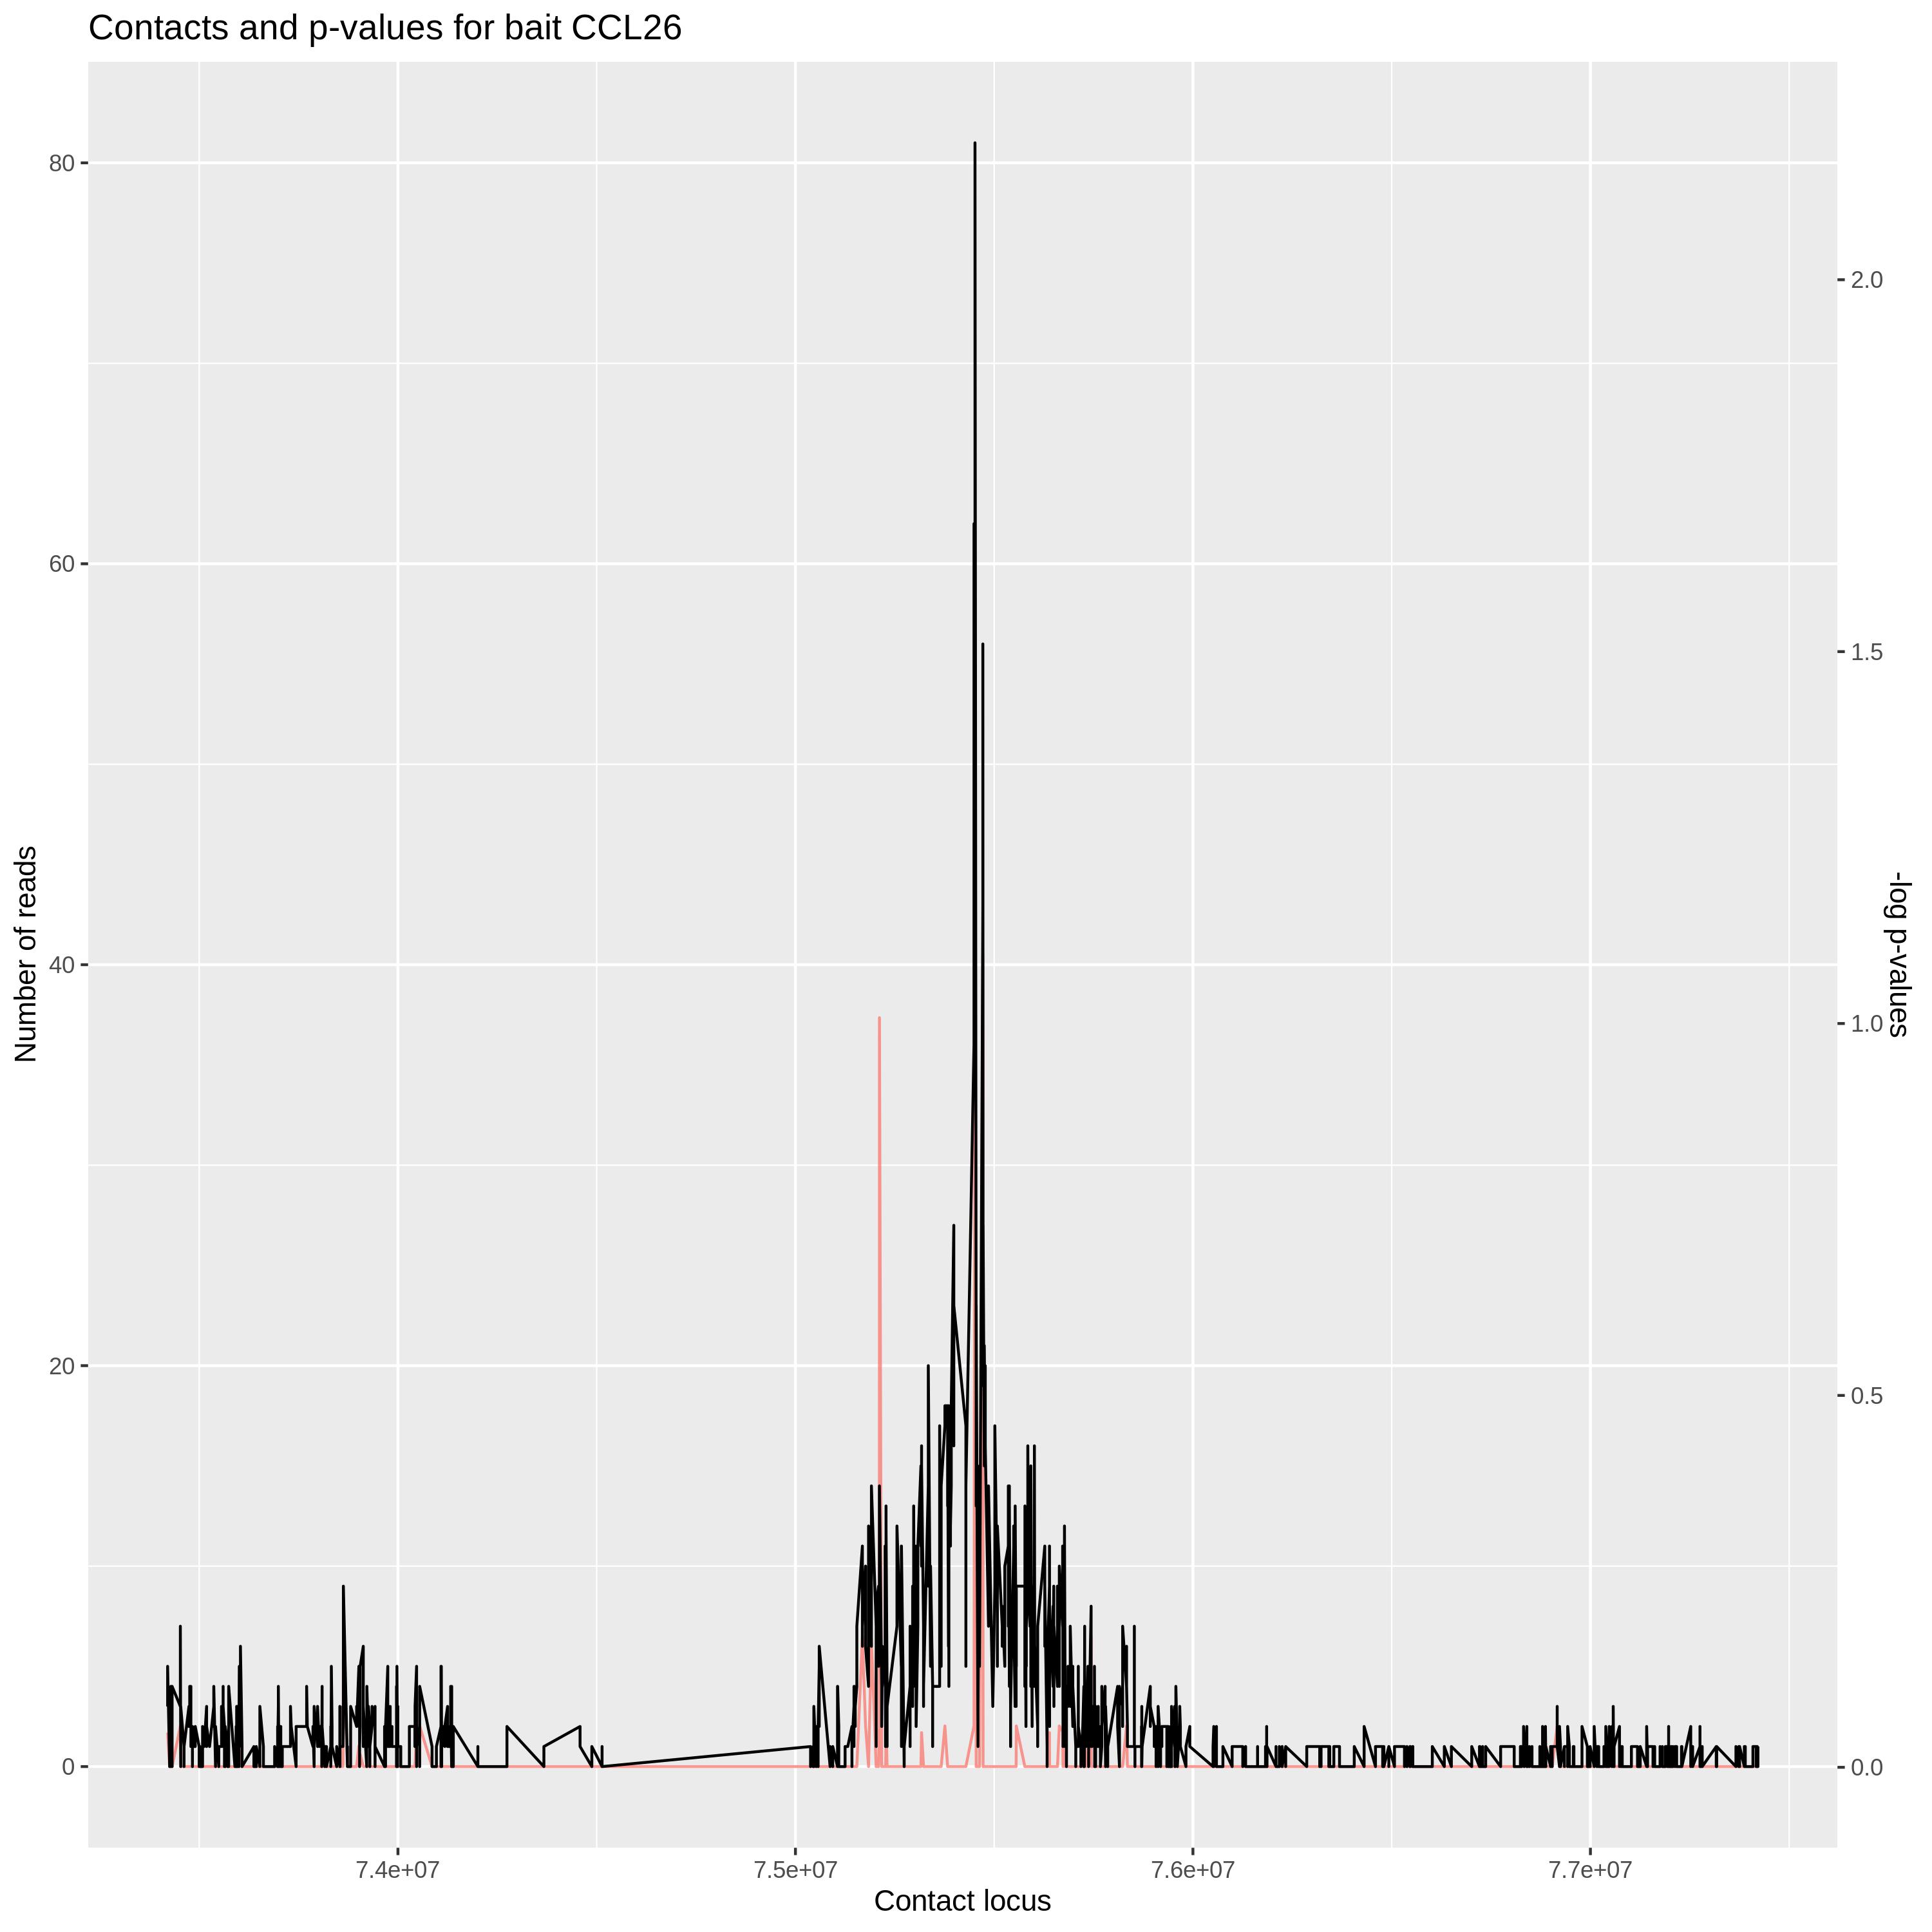 Contacts and p-values for bait CCL26
80
60
40
20
0
Number of reads
2.0
1.5
1.0
0.5
0.0
-log p-values
7.4e+07
7.5e+07
7.6e+07
7.7e+07
Contact locus